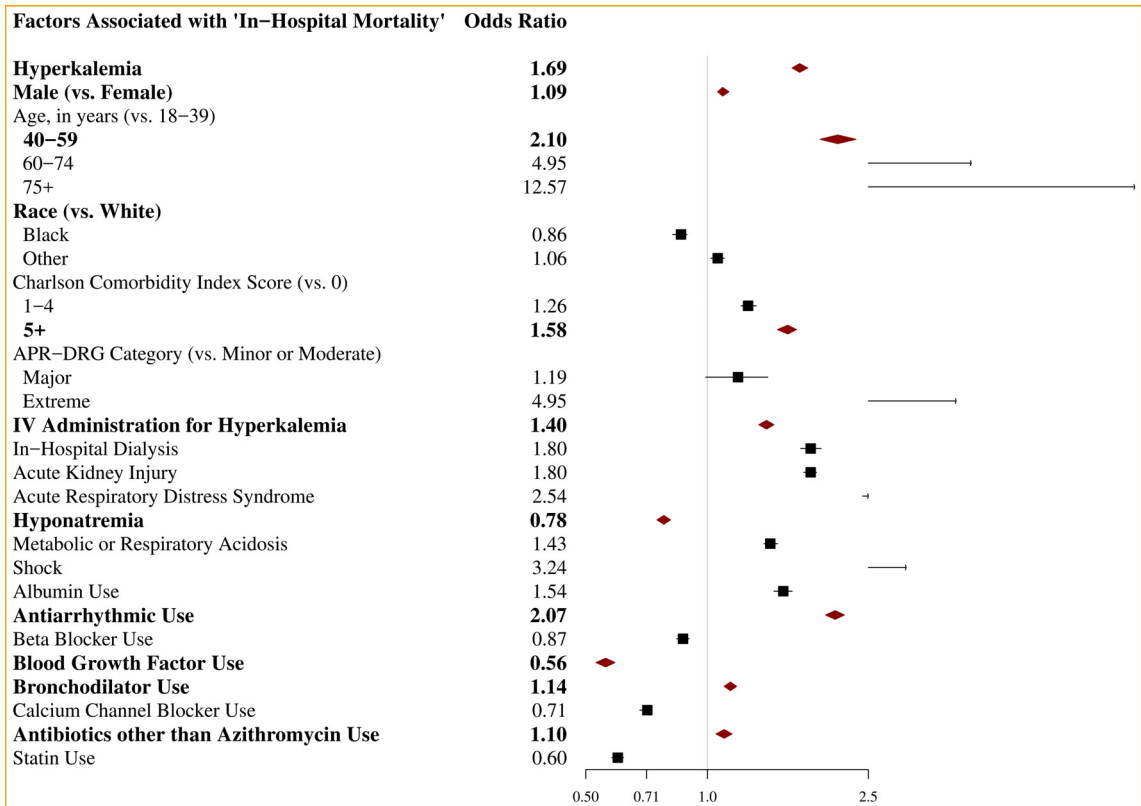 Factors Associated with 'In−Hospital Mortality' Odds Ratio
Hyperkalemia 1.69
Male (vs. Female) 1.09
Age, in years (vs. 18−39)
40−59 2.10
60−74 4.95
75+ 12.57
Race (vs. White)
Black 0.86
Other 1.06
Charlson Comorbidity Index Score (vs. 0)
1−4 1.26
5+ 1.58
APR−DRG Category (vs. Minor or Moderate)
Major 1.19
Extreme 4.95
IV Administration for Hyperkalemia 1.40
In−Hospital Dialysis 1.80
Acute Kidney Injury 1.80
Acute Respiratory Distress Syndrome 2.54
Hyponatremia 0.78
Metabolic or Respiratory Acidosis 1.43
Shock 3.24
Albumin Use 1.54
Antiarrhythmic Use 2.07
Beta Blocker Use 0.87
Blood Growth Factor Use 0.56
Bronchodilator Use 1.14
Calcium Channel Blocker Use 0.71
Antibiotics other than Azithromycin Use 1.10
Statin Use 0.60
0.50 0.71 1.0 2.5